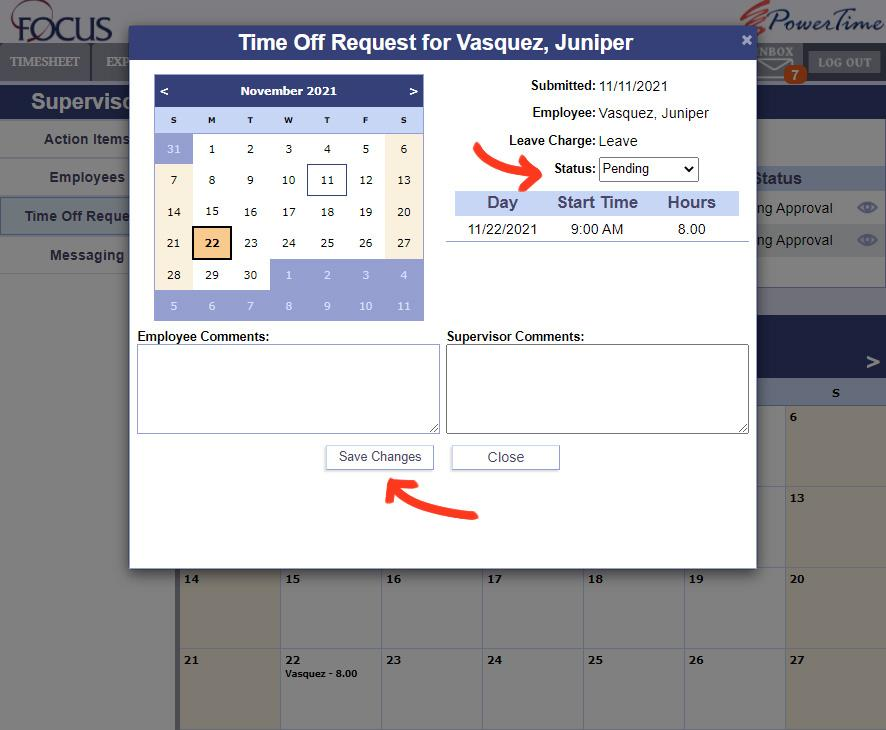 FOCUS
PowerTime
TIMESHEET
EXP
INBOX
7
LOG OUT
Time Off Request for Vasquez, Juniper
×
Supervisor
Action Items
Employees
Time Off Reque
Messaging
< November 2021 >
S M T W T F S
31 1 2 3 4 5 6
7 8 9 10 11 12 13
14 15 16 17 18 19 20
21 22 23 24 25 26 27
28 29 30 1 2 3 4
5 6 7 8 9 10 11
Submitted: 11/11/2021
Employee: Vasquez, Juniper
Leave Charge: Leave
Status: Pending
Day Start Time Hours
11/22/2021 9:00 AM 8.00
Status
ng Approval
ng Approval
Employee Comments:
Supervisor Comments:
Save Changes
Close
>
S
6
13
14 15 16 17 18 19 20
21 22 23 24 25 26 27
Vasquez - 8.00